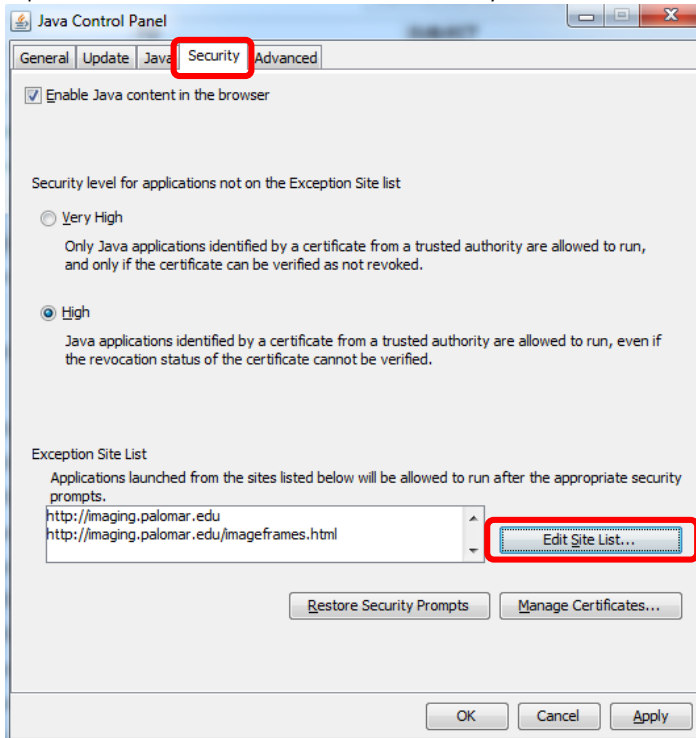 Java Control Panel
General Update Java Security Advanced
Enable Java content in the browser
Security level for applications not on the Exception Site list
Very High
Only Java applications identified by a certificate from a trusted authority are allowed to run,
and only if the certificate can be verified as not revoked.
High
Java applications identified by a certificate from a trusted authority are allowed to run, even if
the revocation status of the certificate cannot be verified.
Exception Site List
Applications launched from the sites listed below will be allowed to run after the appropriate security
prompts.
http://imaging.palomar.edu
http://imaging.palomar.edu/imageframes.html
Edit Site List...
Restore Security Prompts Manage Certificates...
OK Cancel Apply